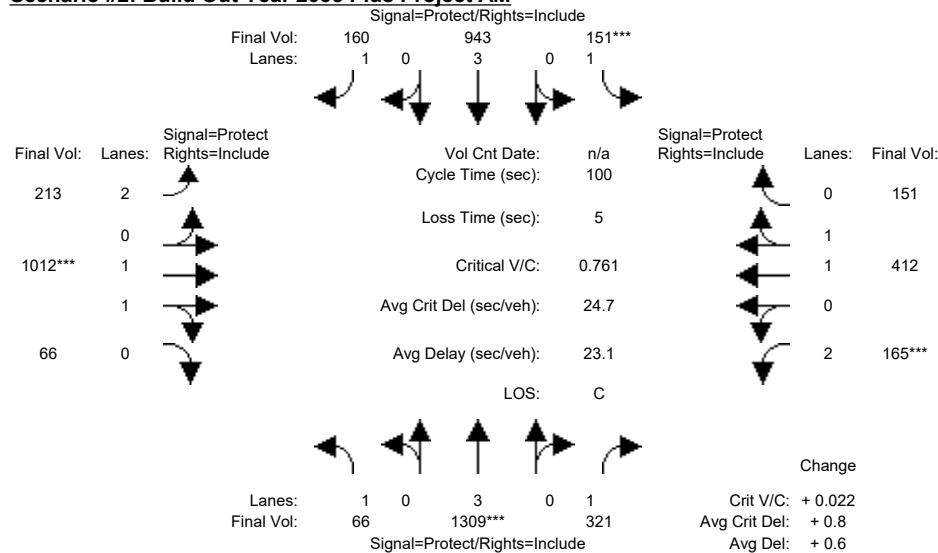 Scenario #2: Build Out Year 2030 Plus Project AM
Signal=Protect/Rights=Include
Final Vol: 160 943 151***
Lanes: 1 0 3 0 1
Signal=Protect Signal=Protect
Final Vol: Lanes: Rights=Include Vol Cnt Date: n/a Rights=Include Lanes: Final Vol:
Cycle Time (sec): 100
213 2 0 151
Loss Time (sec): 5
0 1
1012*** 1 Critical V/C: 0.761 1 412
1 Avg Crit Del (sec/veh): 24.7 0
66 0 Avg Delay (sec/veh): 23.1 2 165***
LOS: C
Lanes: 1 0 3 0 1
Final Vol: 66 1309*** 321
Signal=Protect/Rights=Include
Change
Crit V/C: + 0.022
Avg Crit Del: + 0.8
Avg Del: + 0.6